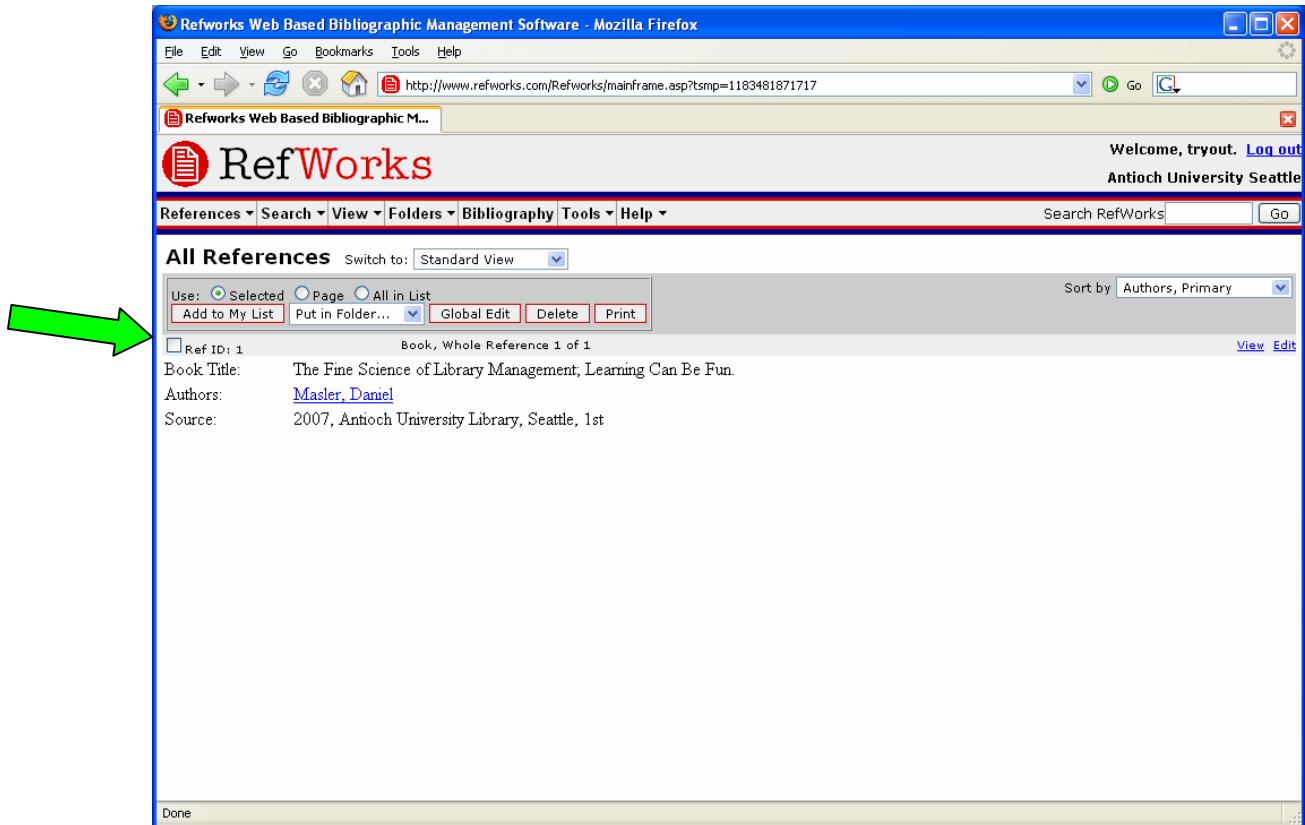 Refworks Web Based Bibliographic Management Software - Mozilla Firefox
File Edit View Go Bookmarks Tools Help
http://www.refworks.com/Refworks/mainframe.asp?tsmp=1183481871717 Go G
Refworks Web Based Bibliographic M...
RefWorks
Welcome, tryout. Log out
Antioch University Seattle
References Search View Folders Bibliography Tools Help Search RefWorks Go
All References Switch to: Standard View
Use: Selected Page All in List Sort by Authors, Primary
Add to My List Put in Folder... Global Edit Delete Print
Ref ID: 1 Book, Whole Reference 1 of 1 View Edit
Book Title: The Fine Science of Library Management; Learning Can Be Fun.
Authors: Masler, Daniel
Source: 2007, Antioch University Library, Seattle, 1st
Done